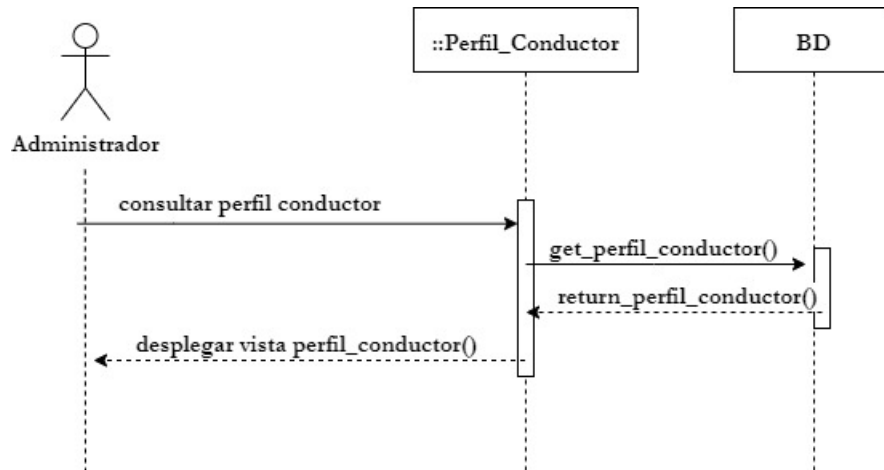 ::Perfil_Conductor
BD
Administrador
consultar perfil conductor
get_perfil_conductor()
return_perfil_conductor()
desplegar vista perfil_conductor()